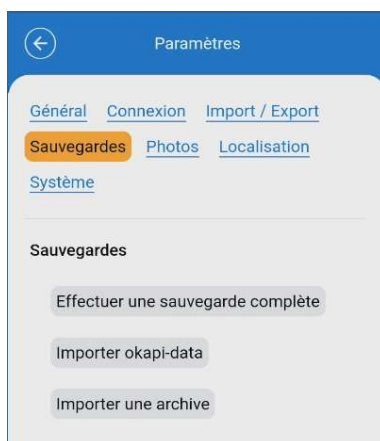 Paramètres
Général Connexion Import / Export
Sauvegardes Photos Localisation
Système
Sauvegardes
Effectuer une sauvegarde complète
Importer okapi-data
Importer une archive